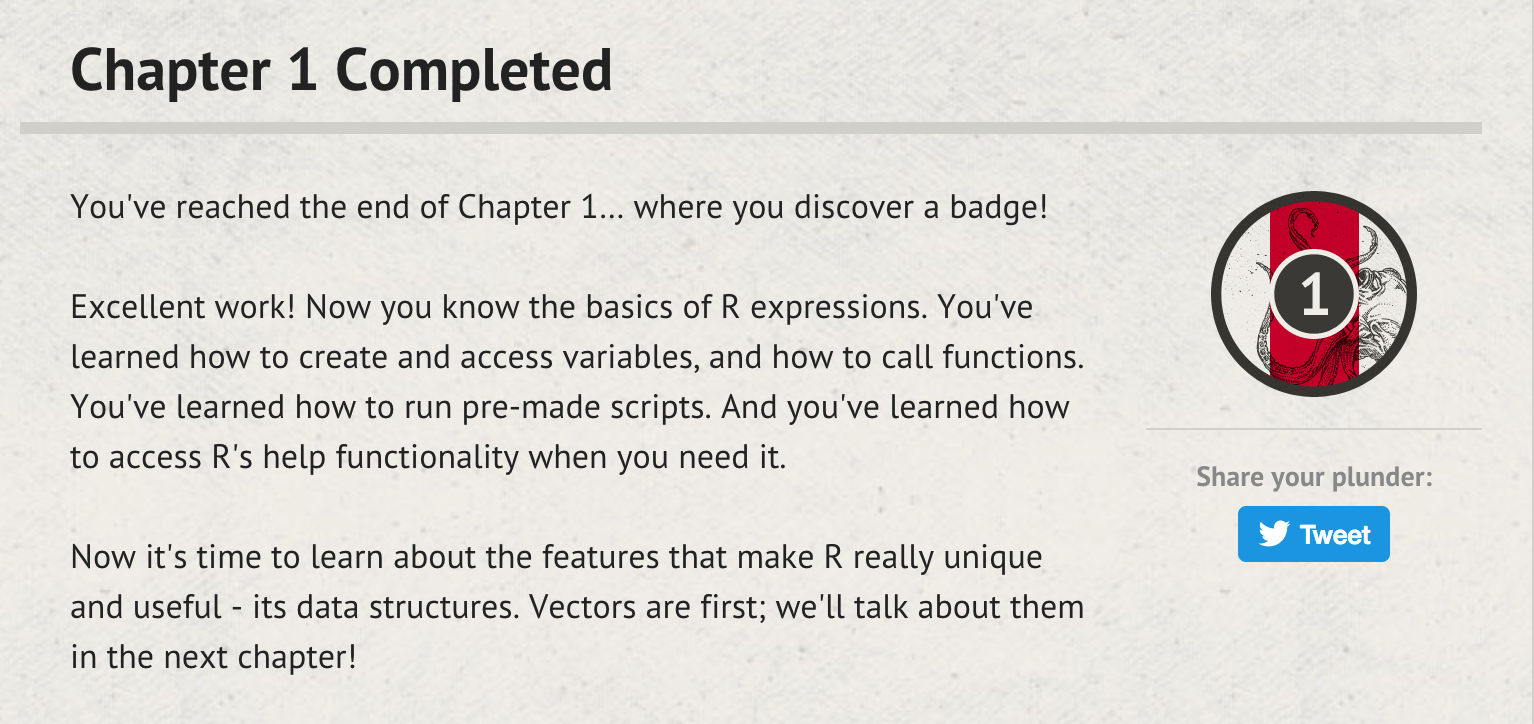 Chapter 1 Completed
You've reached the end of Chapter 1... where you discover a badge!
Excellent work! Now you know the basics of R expressions. You've
learned how to create and access variables, and how to call functions.
You've learned how to run pre-made scripts. And you've learned how
to access R's help functionality when you need it.
Now it's time to learn about the features that make R really unique
and useful - its data structures. Vectors are first; we'll talk about them
in the next chapter!
1
Share your plunder:
Tweet